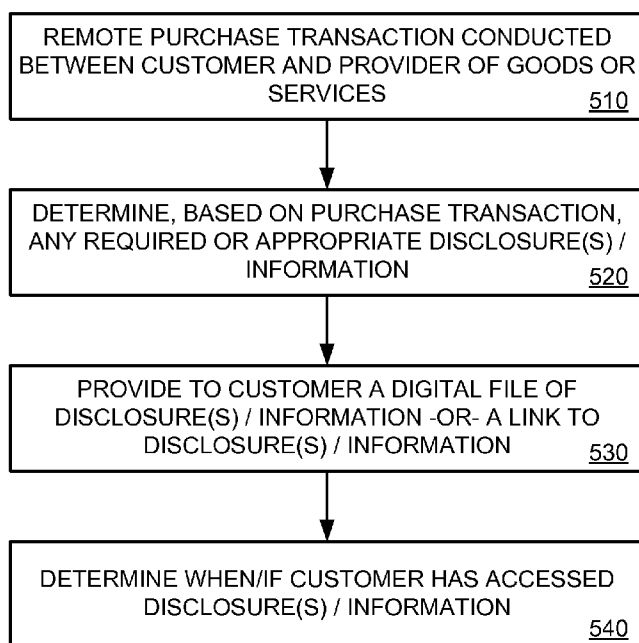 REMOTE PURCHASE TRANSACTION CONDUCTED
BETWEEN CUSTOMER AND PROVIDER OF GOODS OR
SERVICES
510
DETERMINE, BASED ON PURCHASE TRANSACTION,
ANY REQUIRED OR APPROPRIATE DISCLOSURE(S) /
INFORMATION
520
PROVIDE TO CUSTOMER A DIGITAL FILE OF
DISCLOSURE(S) / INFORMATION -OR- A LINK TO
DISCLOSURE(S) / INFORMATION
530
DETERMINE WHEN/IF CUSTOMER HAS ACCESSED
DISCLOSURE(S) / INFORMATION
540